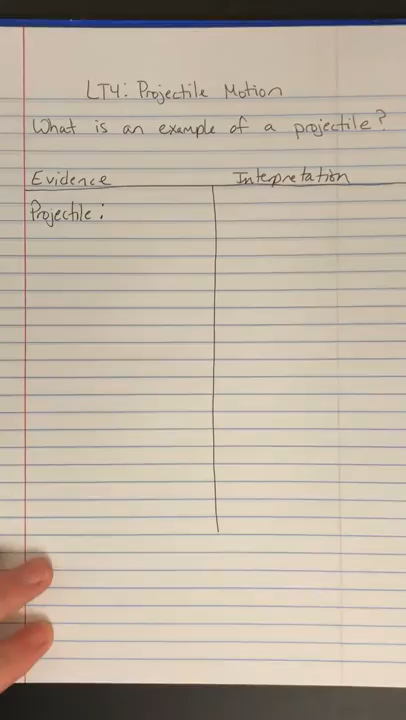 LT4: Projectile Motion
What is an example of a projectile?
Evidence Interpretation
Projectile: